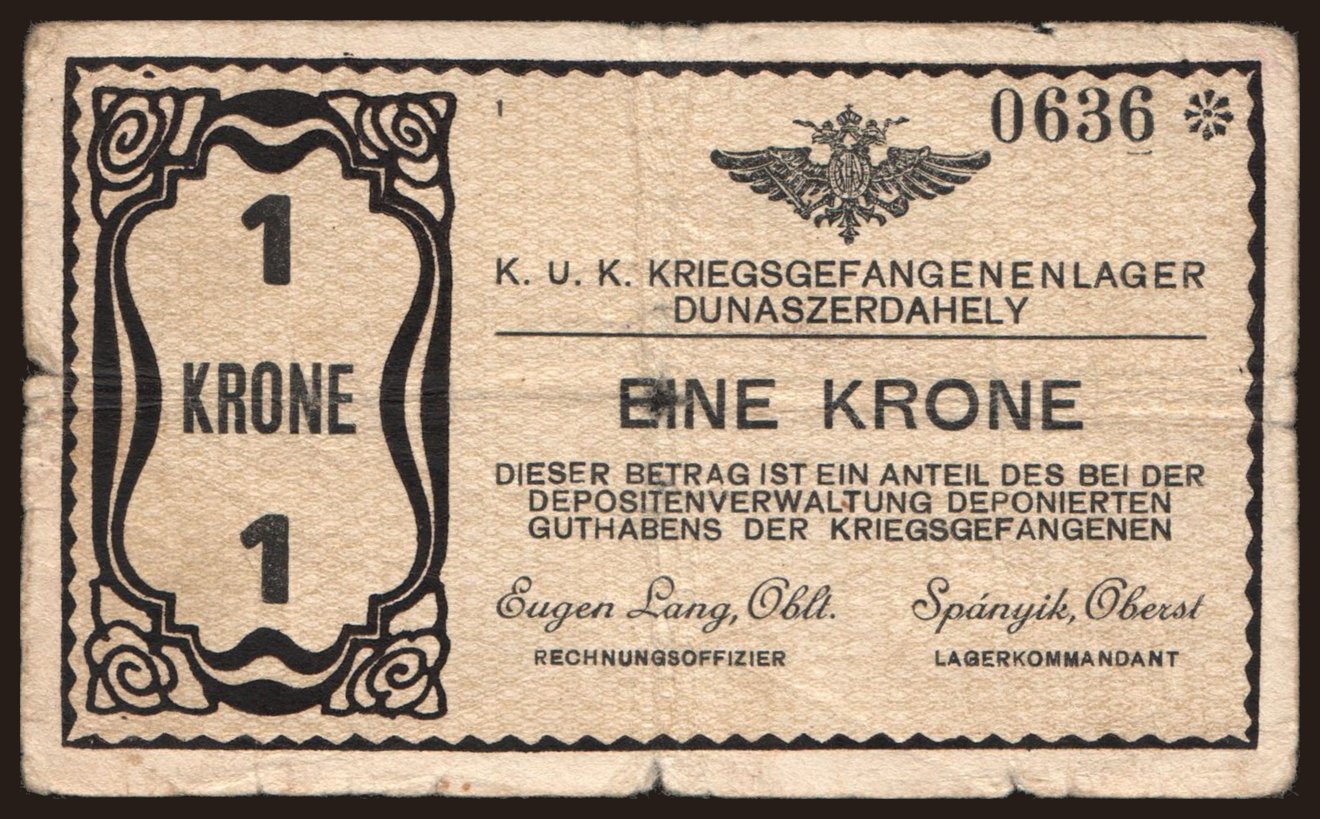 1
KRONE
1
1
0636
K. U. K. KRIEGSGEFANGENENLAGER
DUNASZERDAHELY
EINE KRONE
DIESER BETRAG IST EIN ANTEIL DES BEI DER
DEPOSITENVERWALTUNG DEPONIERTEN
GUTHABENS DER KRIEGSGEFANGENEN
Eugen Lang, Oblt. Spányik, Oberst
RECHNUNGSOFFIZIER LAGERKOMMANDANT